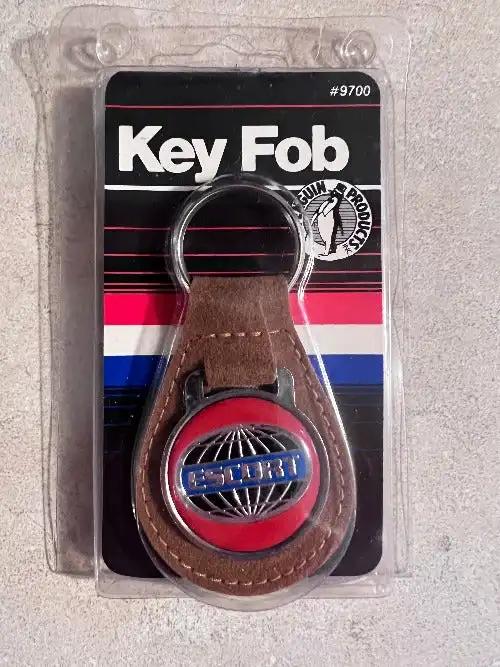 #9700
Key Fob
PENGUIN PRODUCTS
ESCORT